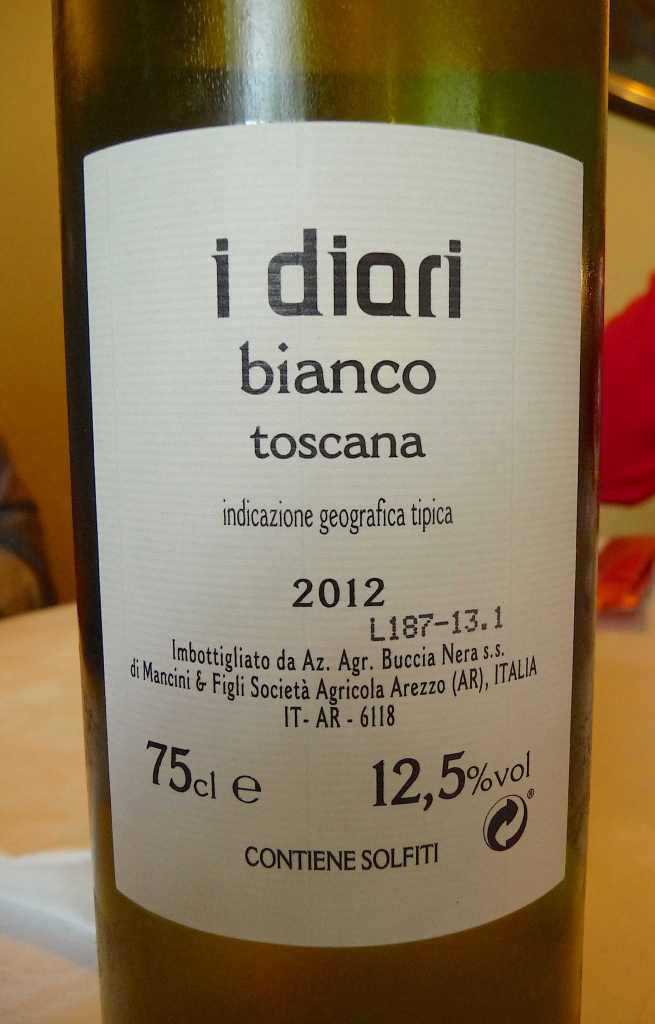 i diari
bianco
toscana
indicazione geografica tipica
2012
L187-13.1
Imbottigliato da Az. Agr. Buccia Nera s.s.
di Mancini & Figli Società Agricola Arezzo (AR), ITALIA
IT- AR - 6118
75cl e 12,5%vol
®
CONTIENE SOLFITI